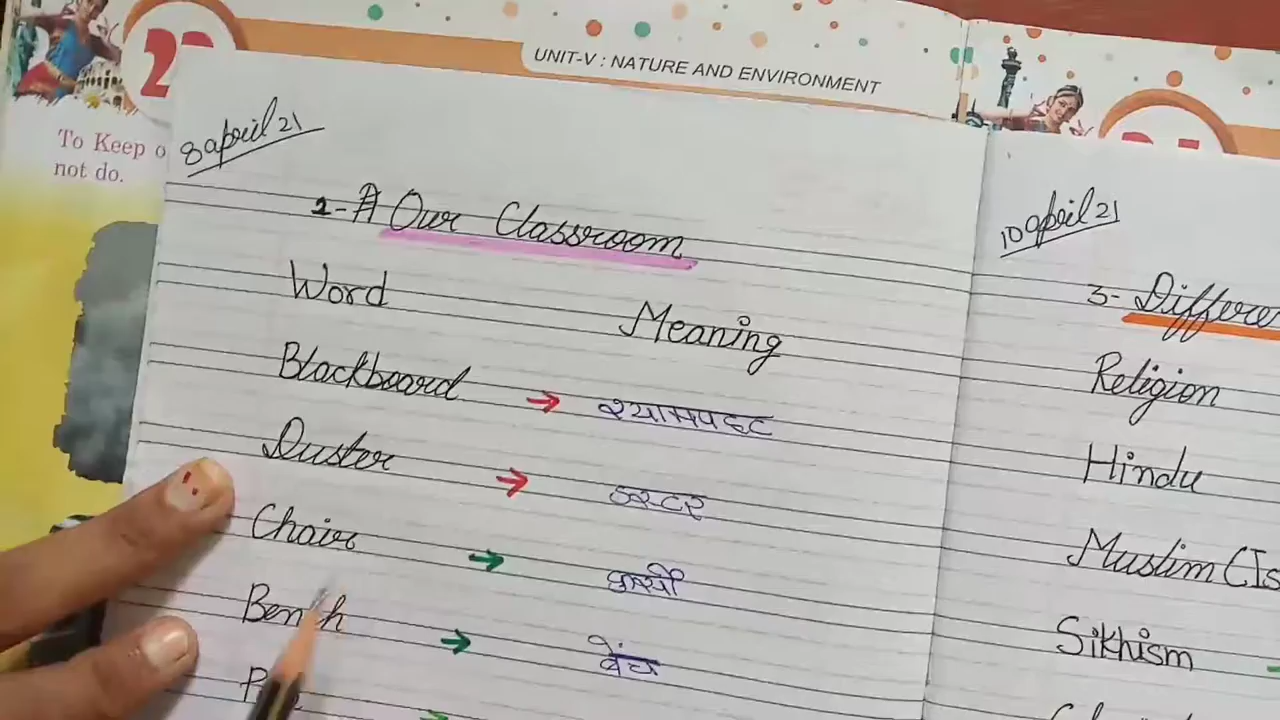 UNIT-V : NATURE AND ENVIRONMENT
To Keep o
not do.
8 april 21
2- Our Classroom
Word Meaning
Blackboard → श्यामपट्ट
Duster → डस्टर
Chair → कुर्सी
Bench → बेंच
10 april 21
3- Differe
Religion
Hindu
Muslim (Is
Sikhism